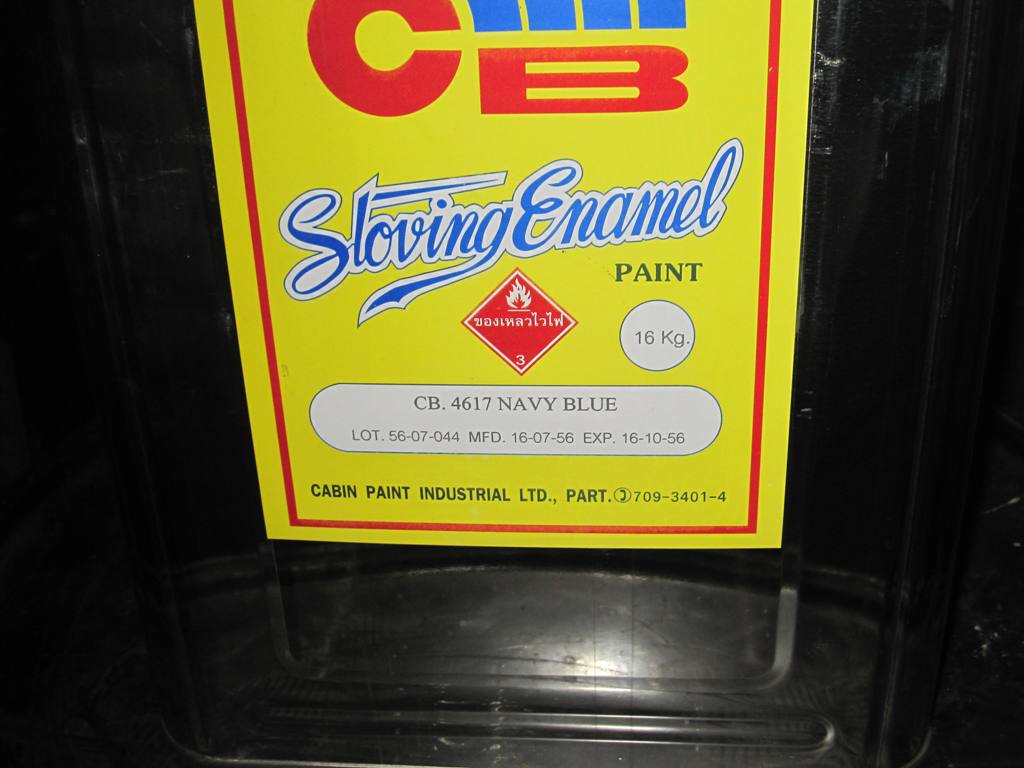 CB
Stoving Enamel
PAINT
ของเหลวไวไฟ
3
16 Kg.
CB. 4617 NAVY BLUE
LOT. 56-07-044 MFD. 16-07-56 EXP. 16-10-56
CABIN PAINT INDUSTRIAL LTD., PART. 709-3401-4